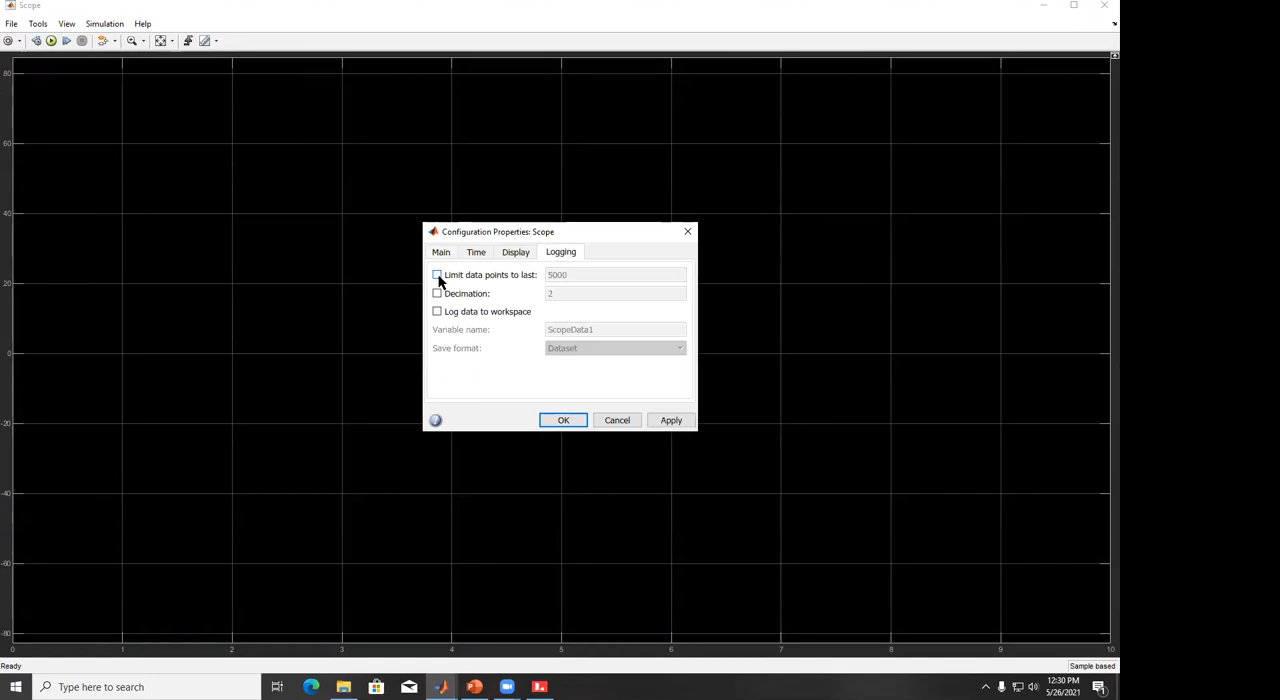 Scope
File Tools View Simulation Help
80
60
40
20
0
-20
-40
-60
-80
0 1 2 3 4 5 6 7 8 9 10
Configuration Properties: Scope
Main Time Display Logging
Limit data points to last: 5000
Decimation: 2
Log data to workspace
Variable name: ScopeData1
Save format: Dataset
OK Cancel Apply
Ready Sample based
Type here to search
12:30 PM
5/26/2021